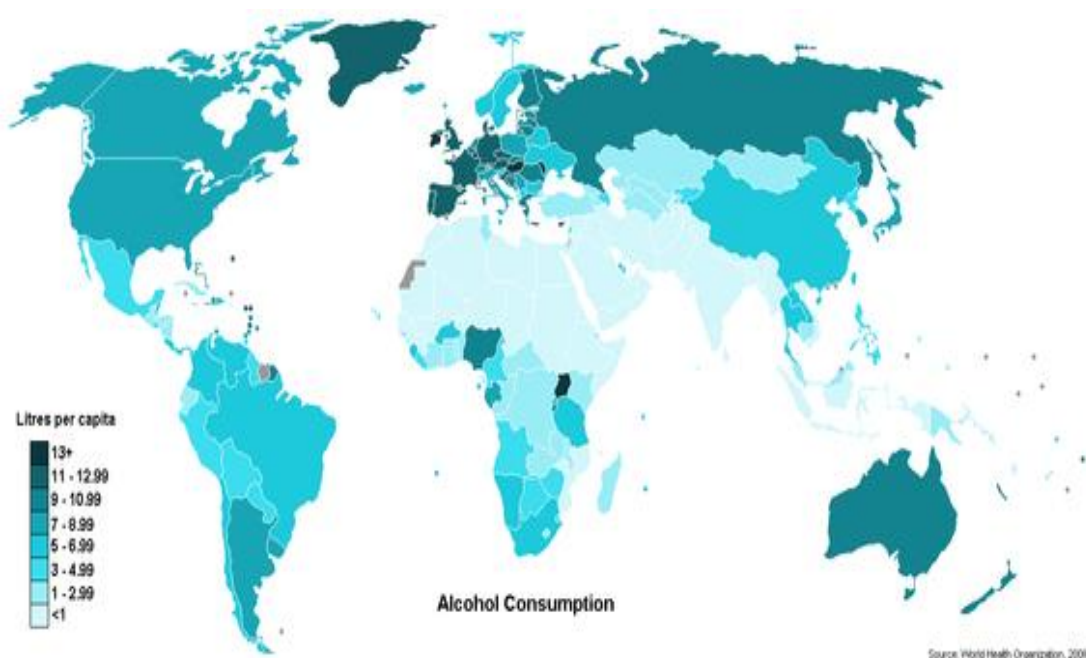 Litres per capita
13+
11 - 12.99
9 - 10.99
7 - 8.99
5 - 6.99
3 - 4.99
1 - 2.99
<1
Alcohol Consumption
Source: World Health Organization,